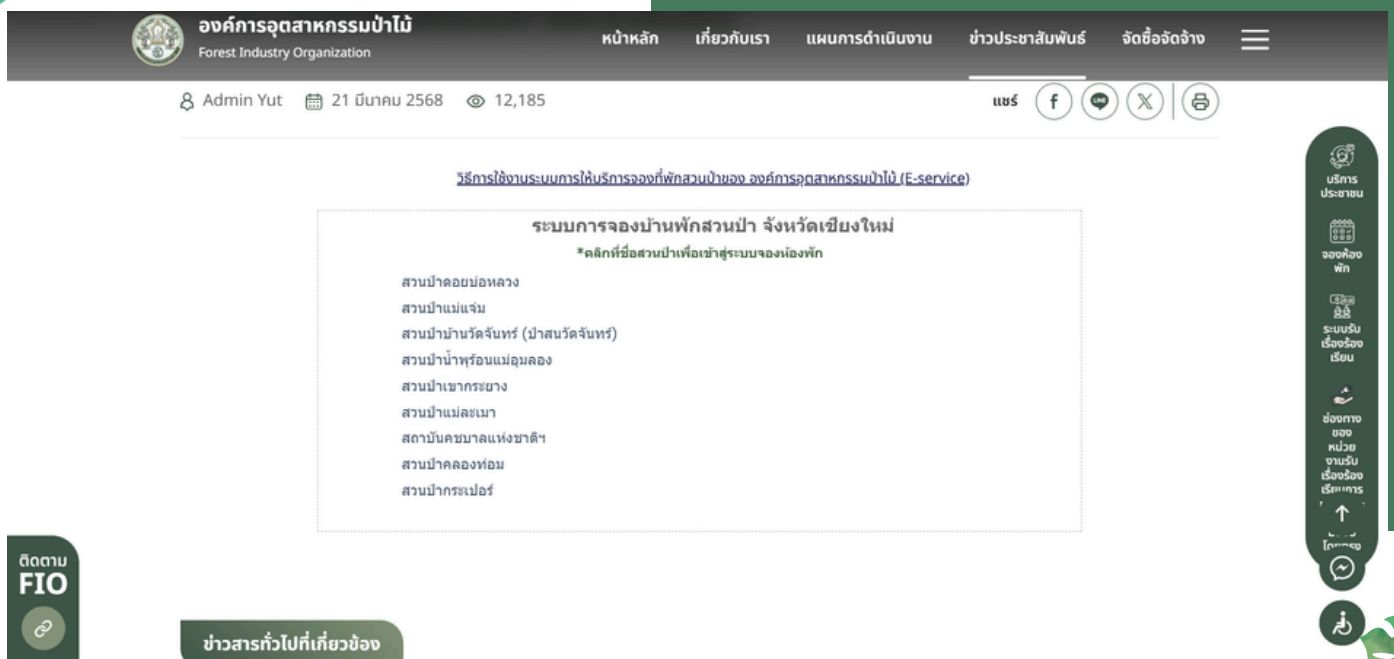 องค์การอุตสาหกรรมป่าไม้
Forest Industry Organization
หน้าหลัก เกี่ยวกับเรา แผนการดำเนินงาน ข่าวประชาสัมพันธ์ จัดซื้อจัดจ้าง
Admin Yut 21 มีนาคม 2568 12,185 แชร์
วิธีการใช้งานระบบการให้บริการจองที่พักสวนป่าของ องค์การอุตสาหกรรมป่าไม้ (E-service)
ระบบการจองบ้านพักสวนป่า จังหวัดเชียงใหม่
*คลิกที่ชื่อสวนป่าเพื่อเข้าสู่ระบบจองห้องพัก
สวนป่าดอยบ่อหลวง
สวนป่าแม่แจ่ม
สวนป่าบ้านวัดจันทร์ (ป่าสนวัดจันทร์)
สวนป่าน้ำพุร้อนแม่อุมลอง
สวนป่าเขากระยาง
สวนป่าแม่ละเมา
สถาบันคชบาลแห่งชาติฯ
สวนป่าคลองท่อม
สวนป่ากระเปอร์
บริการ
ประชาชน
จองห้อง
พัก
ระบบรับ
เรื่องร้อง
เรียน
ช่องทาง
ของ
หน่วย
งานรับ
เรื่องร้อง
เรียนการ
ติดตาม
FIO
ข่าวสารทั่วไปที่เกี่ยวข้อง